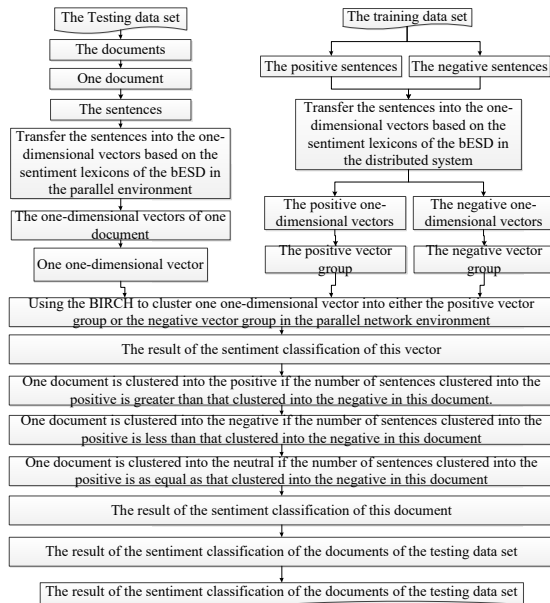 The Testing data set
The documents
One document
The sentences
Transfer the sentences into the one-
dimensional vectors based on the
sentiment lexicons of the bESD in
the parallel environment
The one-dimensional vectors of one
document
One one-dimensional vector
The training data set
The positive sentences
The negative sentences
Transfer the sentences into the one-
dimensional vectors based on the
sentiment lexicons of the bESD in
the distributed system
The positive one-
dimensional vectors
The negative one-
dimensional vectors
The positive vector
group
The negative vector
group
Using the BIRCH to cluster one one-dimensional vector into either the positive vector
group or the negative vector group in the parallel network environment
The result of the sentiment classification of this vector
One document is clustered into the positive if the number of sentences clustered into the
positive is greater than that clustered into the negative in this document.
One document is clustered into the negative if the number of sentences clustered into the
positive is less than that clustered into the negative in this document
One document is clustered into the neutral if the number of sentences clustered into the
positive is as equal as that clustered into the negative in this document
The result of the sentiment classification of this document
The result of the sentiment classification of the documents of the testing data set
The result of the sentiment classification of the documents of the testing data set